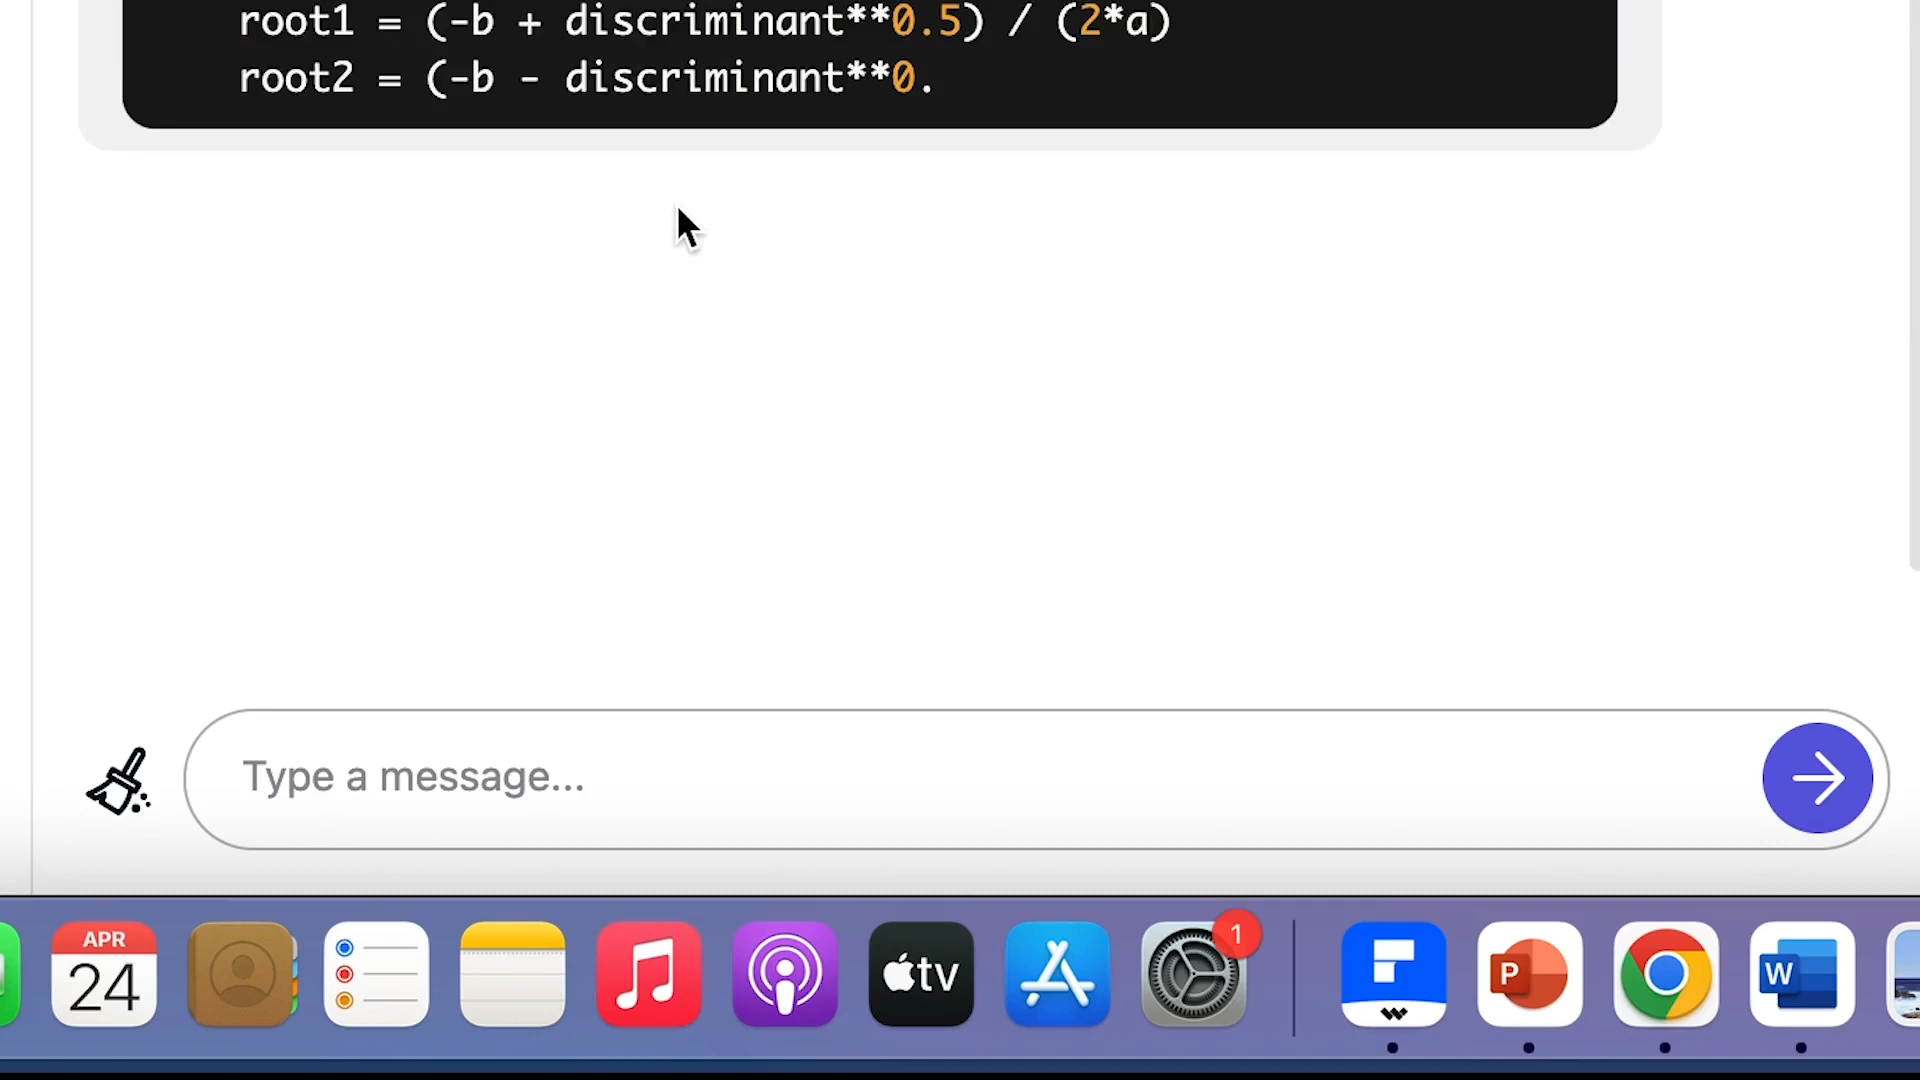 root1 = (-b + discriminant**0.5) / (2*a)
root2 = (-b - discriminant**0.
Type a message...
APR
24
tv
1
P
W